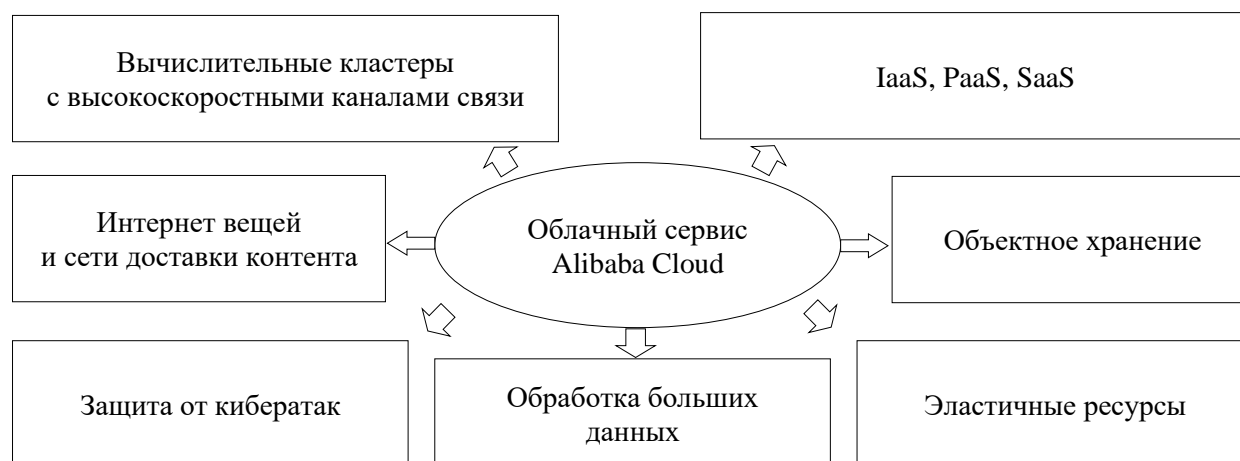 Вычислительные кластеры
с высокоскоростными каналами связи
IaaS, PaaS, SaaS
Интернет вещей
и сети доставки контента
Облачный сервис
Alibaba Cloud
Объектное хранение
Защита от кибератак
Обработка больших
данных
Эластичные ресурсы